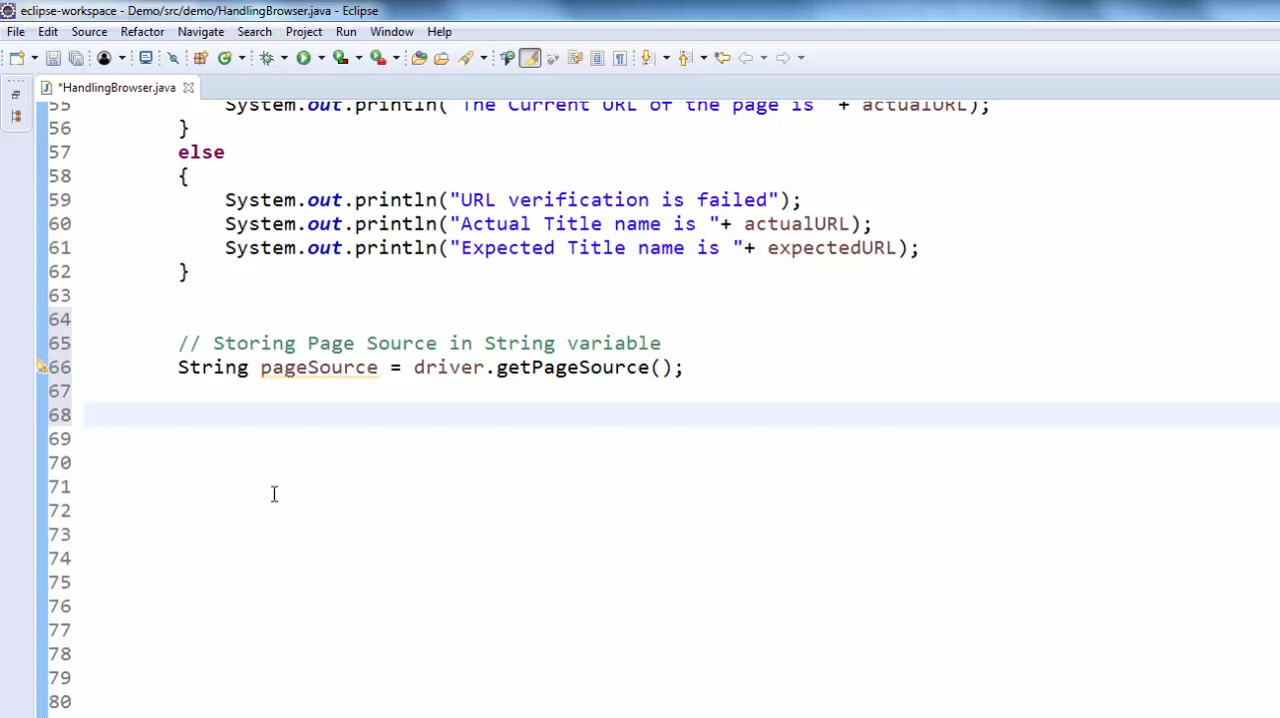 eclipse-workspace - Demo/src/demo/HandlingBrowser.java - Eclipse
File Edit Source Refactor Navigate Search Project Run Window Help
*HandlingBrowser.java
55 System.out.println("The Current URL of the page is " + actualURL);
56 }
57 else
58 {
59 System.out.println("URL verification is failed");
60 System.out.println("Actual Title name is "+ actualURL);
61 System.out.println("Expected Title name is "+ expectedURL);
62 }
63
64
65 // Storing Page Source in String variable
66 String pageSource = driver.getPageSource();
67
68
69
70
71
72
73
74
75
76
77
78
79
80